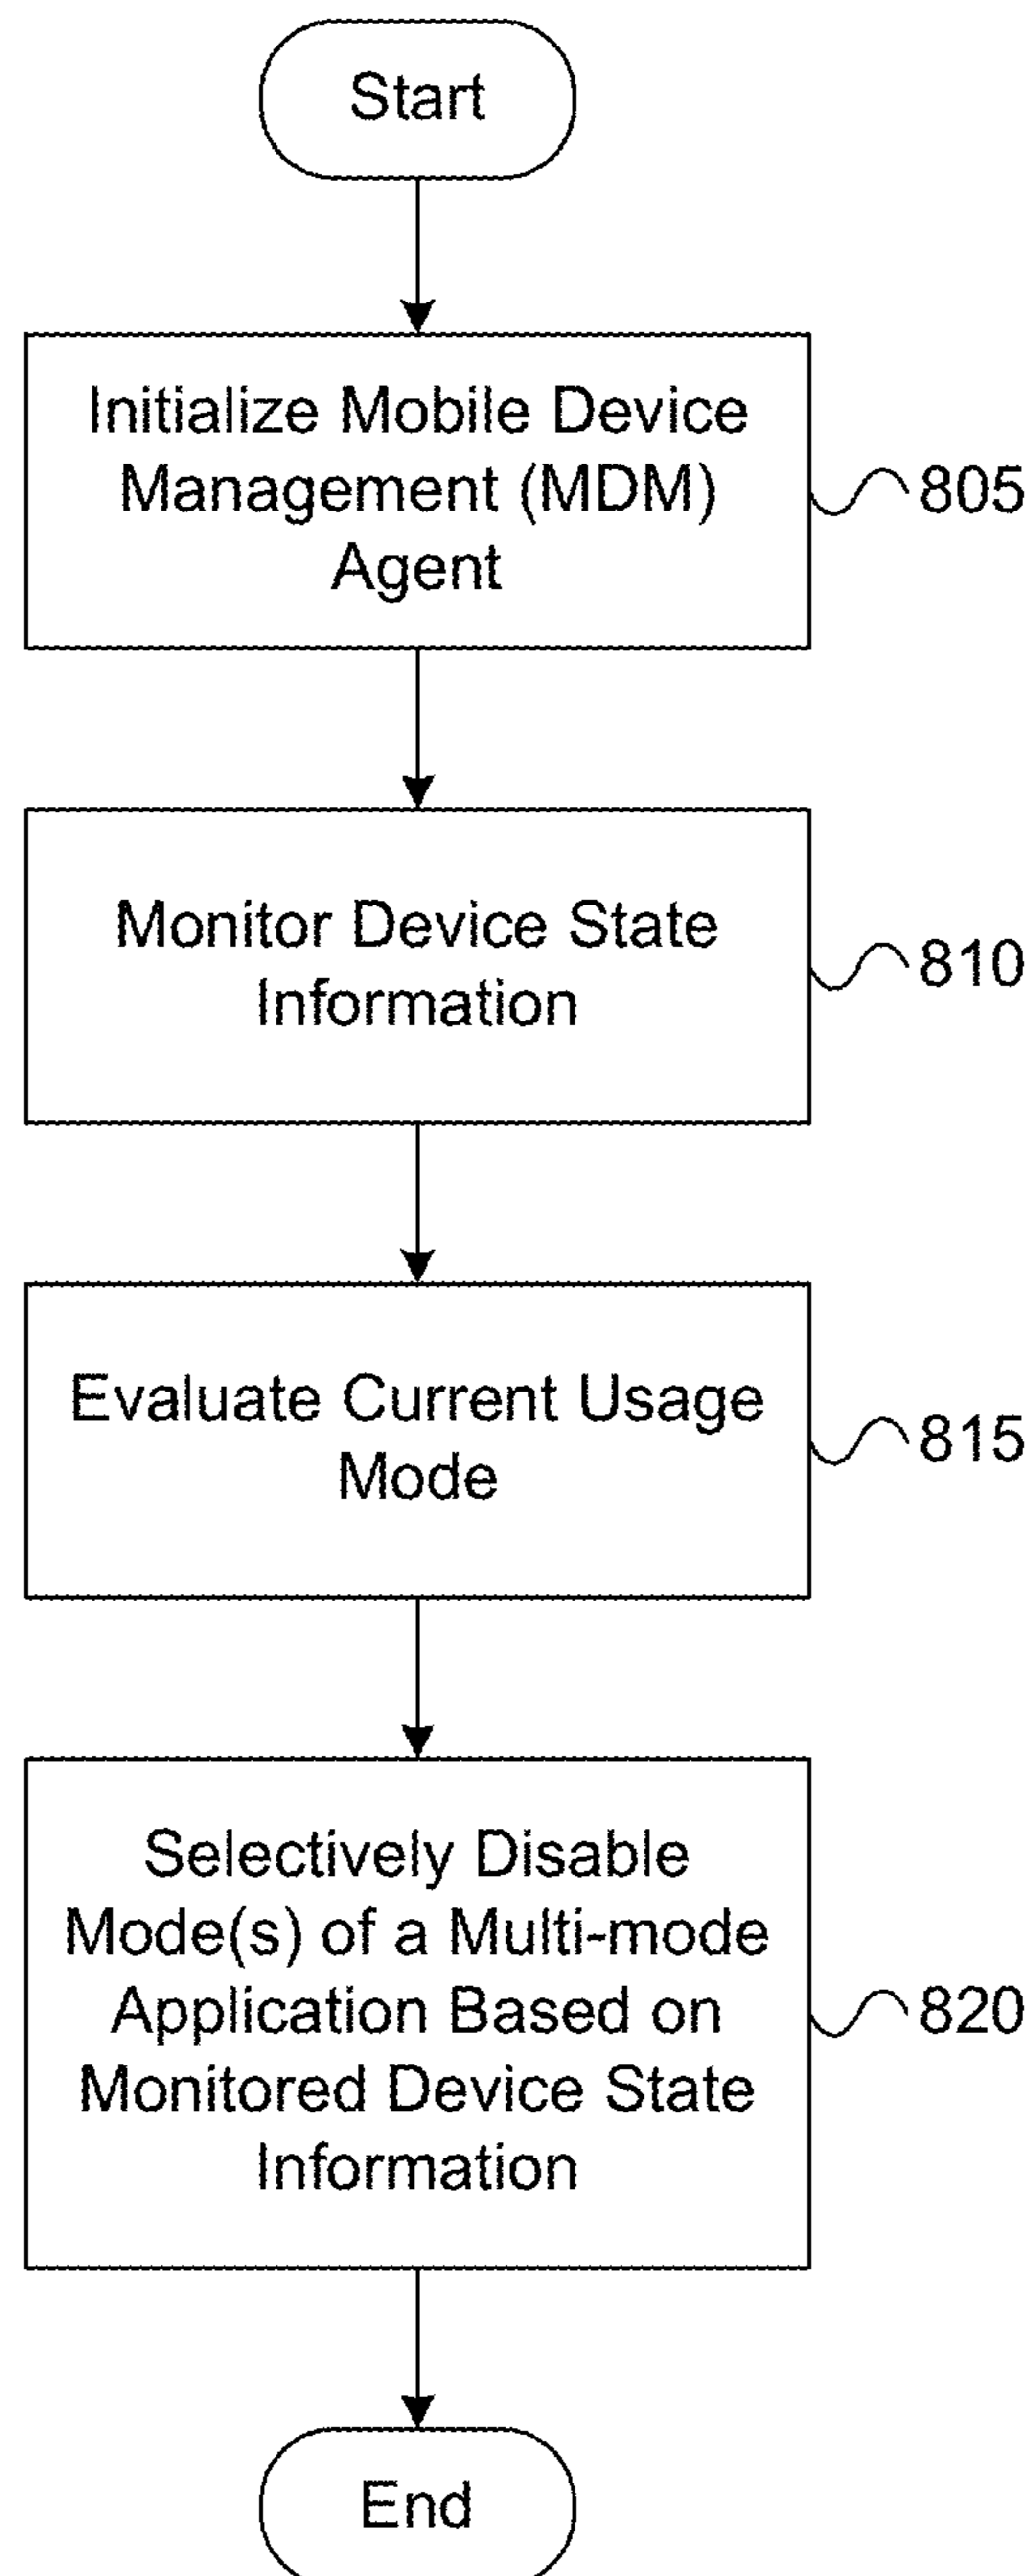 Start
Initialize Mobile Device
Management (MDM)
Agent
805
Monitor Device State
Information
810
Evaluate Current Usage
Mode
815
Selectively Disable
Mode(s) of a Multi-mode
Application Based on
Monitored Device State
Information
820
End